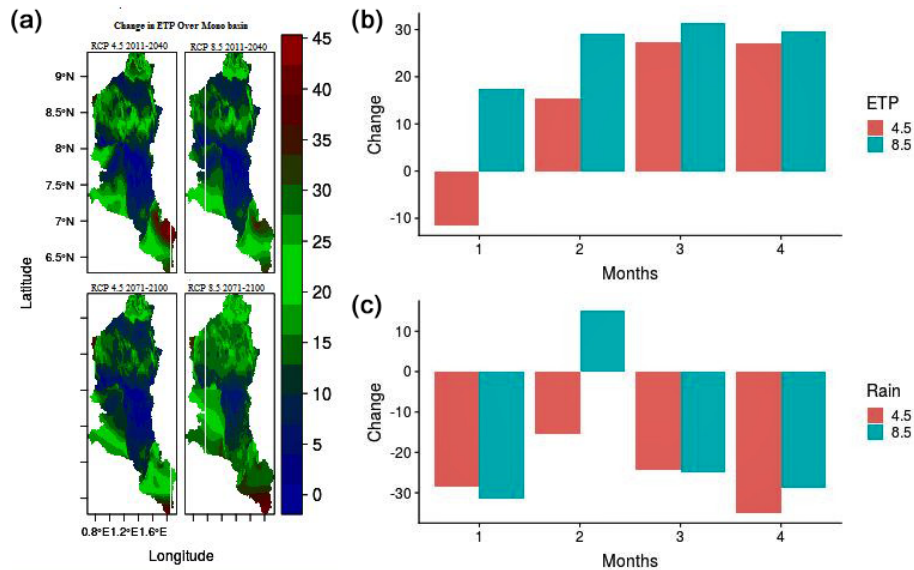 (a)
Change in ETP Over Mono basin
RCP 4.5 2011-2040
RCP 8.5 2011-2040
9°N
8.5°N
8°N
7.5°N
7°N
6.5°N
Latitude
RCP 4.5 2071-2100
RCP 8.5 2071-2100
0.8°E1.2°E1.6°E
Longitude
45
40
35
30
25
20
15
10
5
0
(b)
30
20
10
0
-10
Change
1 2 3 4
Months
ETP
4.5
8.5
(c)
10
0
-10
-20
-30
Change
1 2 3 4
Months
Rain
4.5
8.5